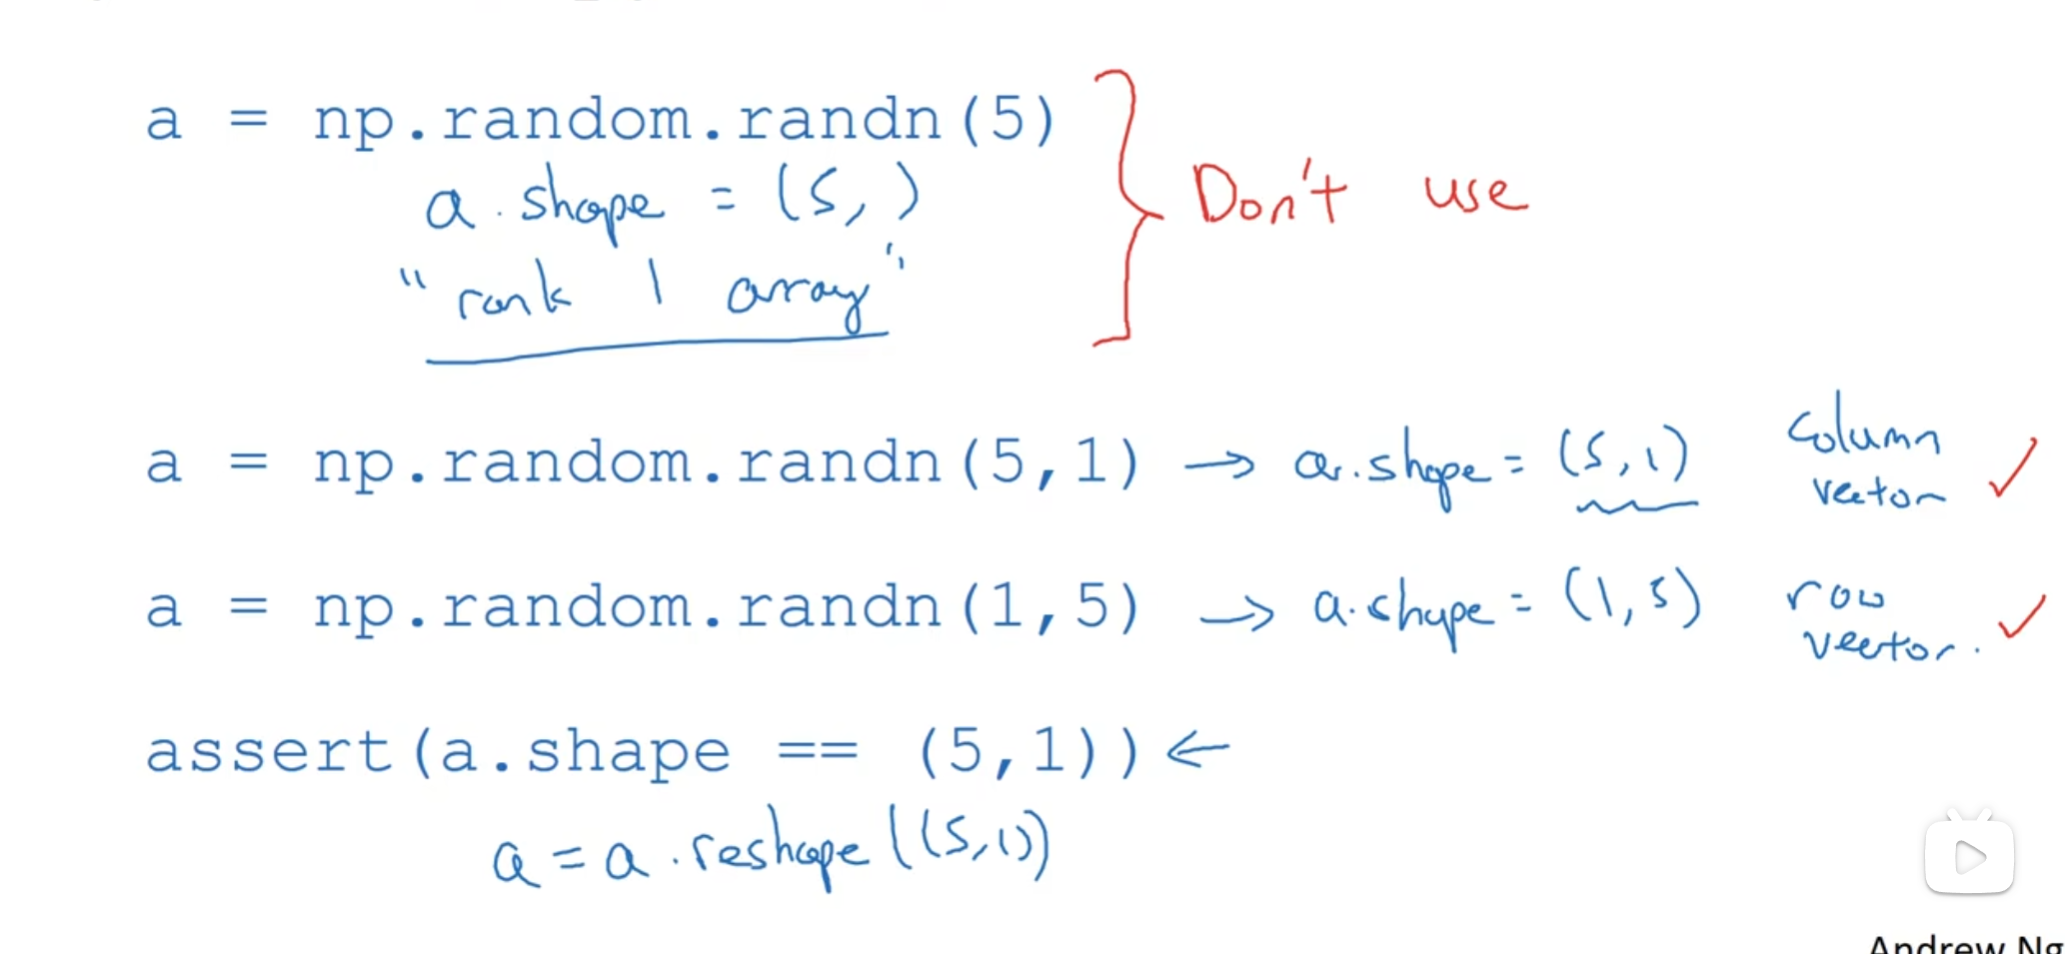 a = np.random.randn(5)
a.shape = (5,)
"rank 1 array"
Don't use
a = np.random.randn(5,1) → a.shape = (5,1) column vector ✓
a = np.random.randn(1,5) → a.shape = (1,5) row vector. ✓
assert(a.shape == (5,1)) ←
a = a.reshape((5,1))
Andrew Ng